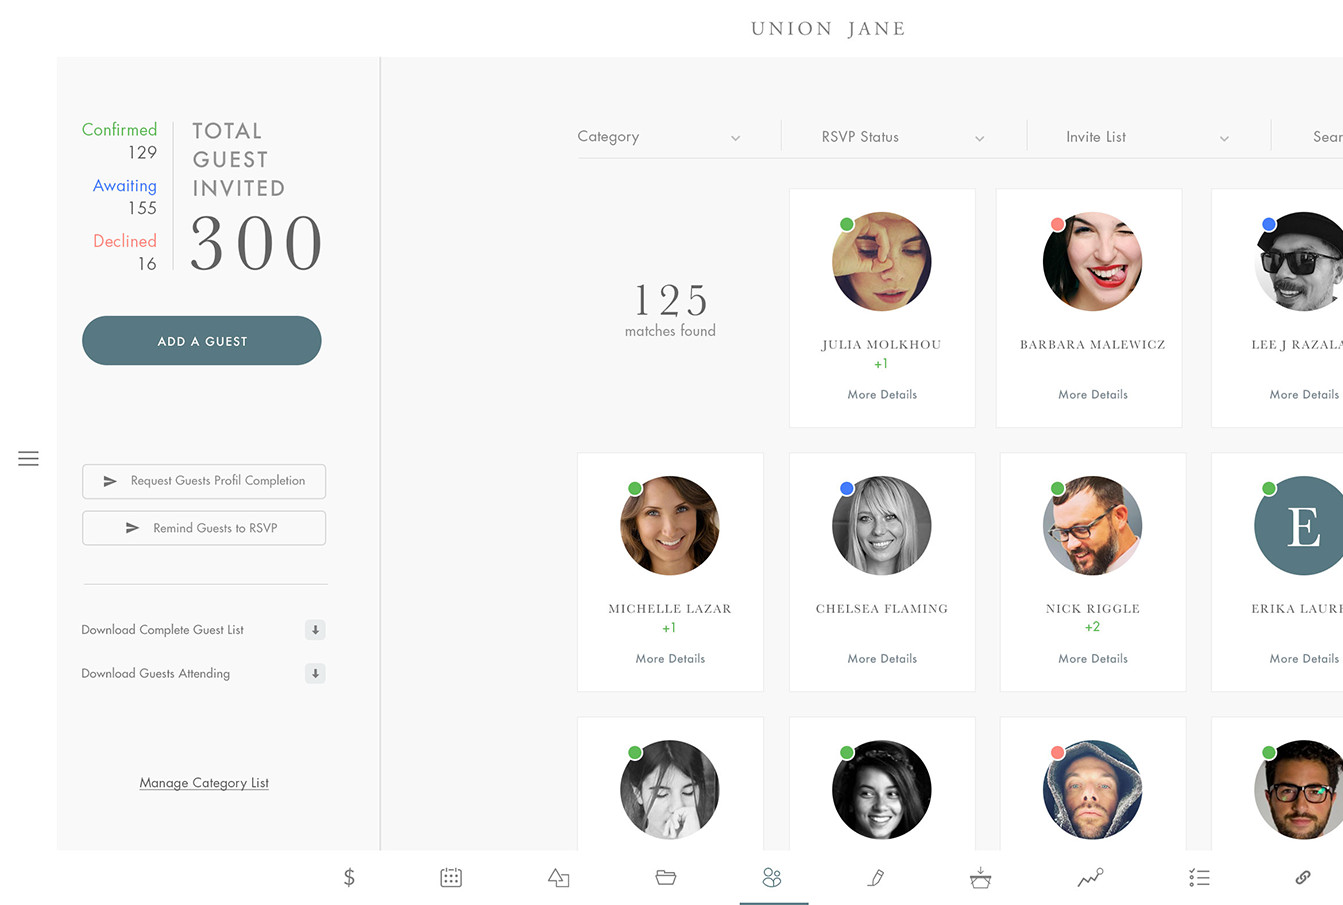 UNION JANE
Confirmed
129
Awaiting
155
Declined
16
TOTAL
GUEST
INVITED
300
ADD A GUEST
Request Guests Profil Completion
Remind Guests to RSVP
Download Complete Guest List
Download Guests Attending
Manage Category List
Category
RSVP Status
Invite List
Sear
125
matches found
JULIA MOLKHOU
+1
More Details
BARBARA MALEWICZ
More Details
LEE J RAZALA
More Details
MICHELLE LAZAR
+1
More Details
CHELSEA FLAMING
More Details
NICK RIGGLE
+2
More Details
E
ERIKA LAURE
More Details
$